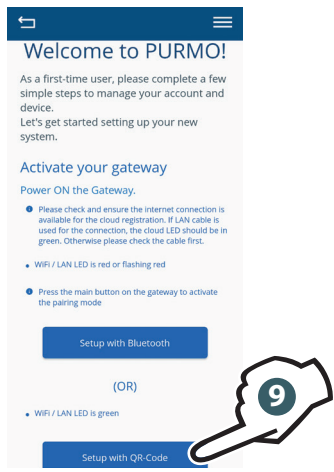 Welcome to PURMO!
As a first-time user, please complete a few
simple steps to manage your account and
device.
Let's get started setting up your new
system.
Activate your gateway
Power ON the Gateway.
Please check and ensure the internet connection is
available for the cloud registration. If LAN cable is
used for the connection, the cloud LED should be in
green. Otherwise please check the cable first.
WiFi / LAN LED is red or flashing red
Press the main button on the gateway to activate
the pairing mode
Setup with Bluetooth
(OR)
9
WiFi / LAN LED is green
Setup with QR-Code